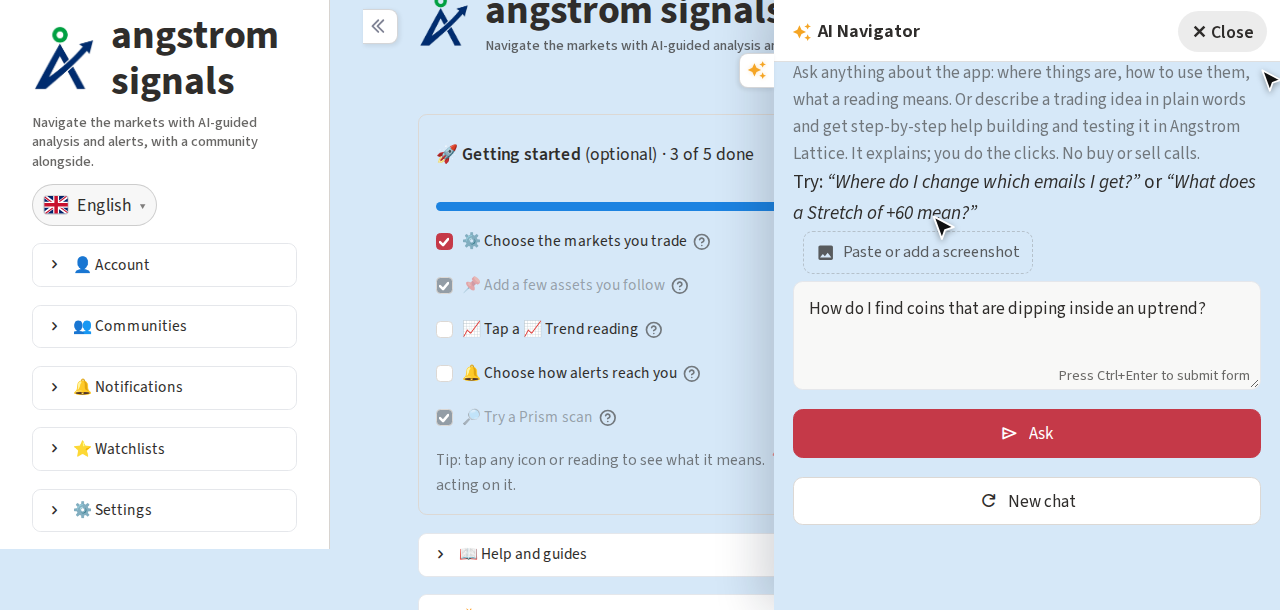 angstrom
signals
Navigate the markets with AI-guided
analysis and alerts, with a community
alongside.
English
Account
Communities
Notifications
Watchlists
Settings
angstrom signals
Navigate the markets with AI-guided analysis
Getting started (optional) · 3 of 5 done
Choose the markets you trade
Add a few assets you follow
Tap a 📈 Trend reading
Choose how alerts reach you
Try a Prism scan
Tip: tap any icon or reading to see what it means.
acting on it.
Help and guides
AI Navigator
✕ Close
Ask anything about the app: where things are, how to use them,
what a reading means. Or describe a trading idea in plain words
and get step-by-step help building and testing it in Angstrom
Lattice. It explains; you do the clicks. No buy or sell calls.
Try: “Where do I change which emails I get?” or “What does
a Stretch of +60 mean?”
Paste or add a screenshot
How do I find coins that are dipping inside an uptrend?
Press Ctrl+Enter to submit form
Ask
New chat